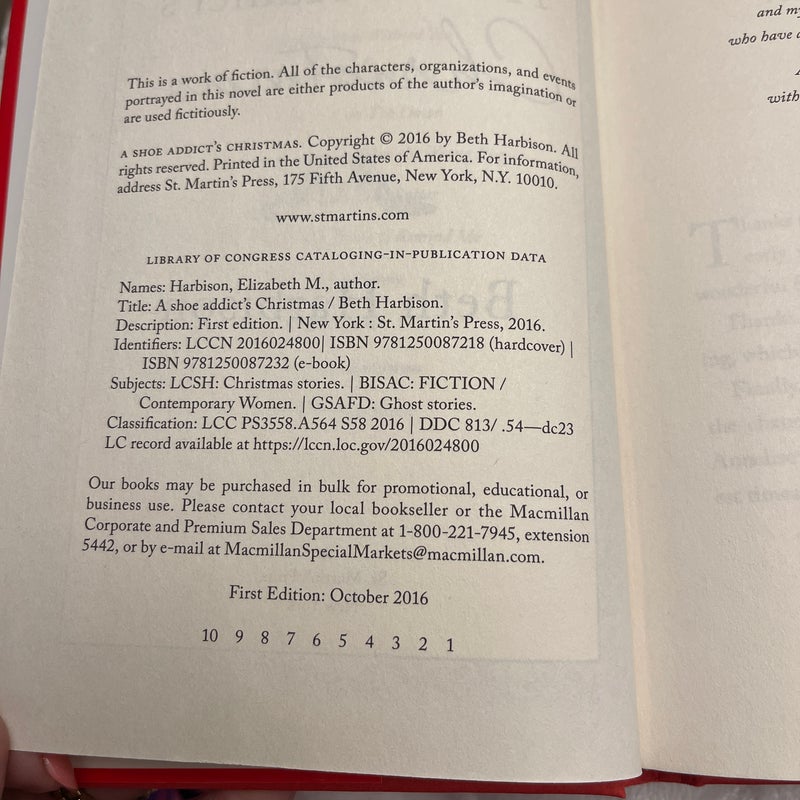 This is a work of fiction. All of the characters, organizations, and events
portrayed in this novel are either products of the author's imagination or
are used fictitiously.
A SHOE ADDICT'S CHRISTMAS. Copyright © 2016 by Beth Harbison. All
rights reserved. Printed in the United States of America. For information,
address St. Martin's Press, 175 Fifth Avenue, New York, N.Y. 10010.
www.stmartins.com
LIBRARY OF CONGRESS CATALOGING-IN-PUBLICATION DATA
Names: Harbison, Elizabeth M., author.
Title: A shoe addict's Christmas / Beth Harbison.
Description: First edition. | New York : St. Martin's Press, 2016.
Identifiers: LCCN 2016024800| ISBN 9781250087218 (hardcover) |
ISBN 9781250087232 (e-book)
Subjects: LCSH: Christmas stories. | BISAC: FICTION /
Contemporary Women. | GSAFD: Ghost stories.
Classification: LCC PS3558.A564 S58 2016 | DDC 813/ .54—dc23
LC record available at https://lccn.loc.gov/2016024800
Our books may be purchased in bulk for promotional, educational, or
business use. Please contact your local bookseller or the Macmillan
Corporate and Premium Sales Department at 1-800-221-7945, extension
5442, or by e-mail at MacmillanSpecialMarkets@macmillan.com.
First Edition: October 2016
10 9 8 7 6 5 4 3 2 1
and my
who have
with